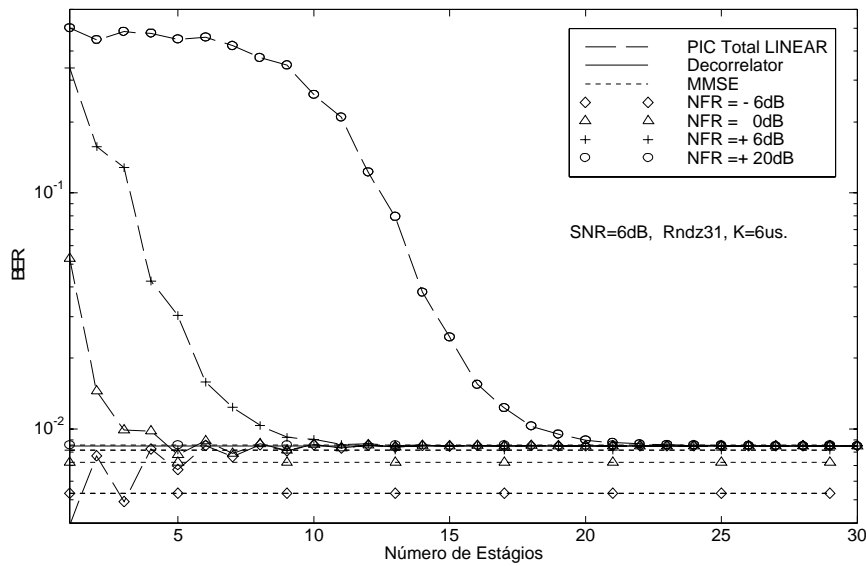 PIC Total LINEAR
Decorrelator
MMSE
NFR = - 6dB
NFR = 0dB
NFR =+ 6dB
NFR =+ 20dB
SNR=6dB, Rndz31, K=6us.
BER
10-1
10-2
5 10 15 20 25 30
Número de Estágios